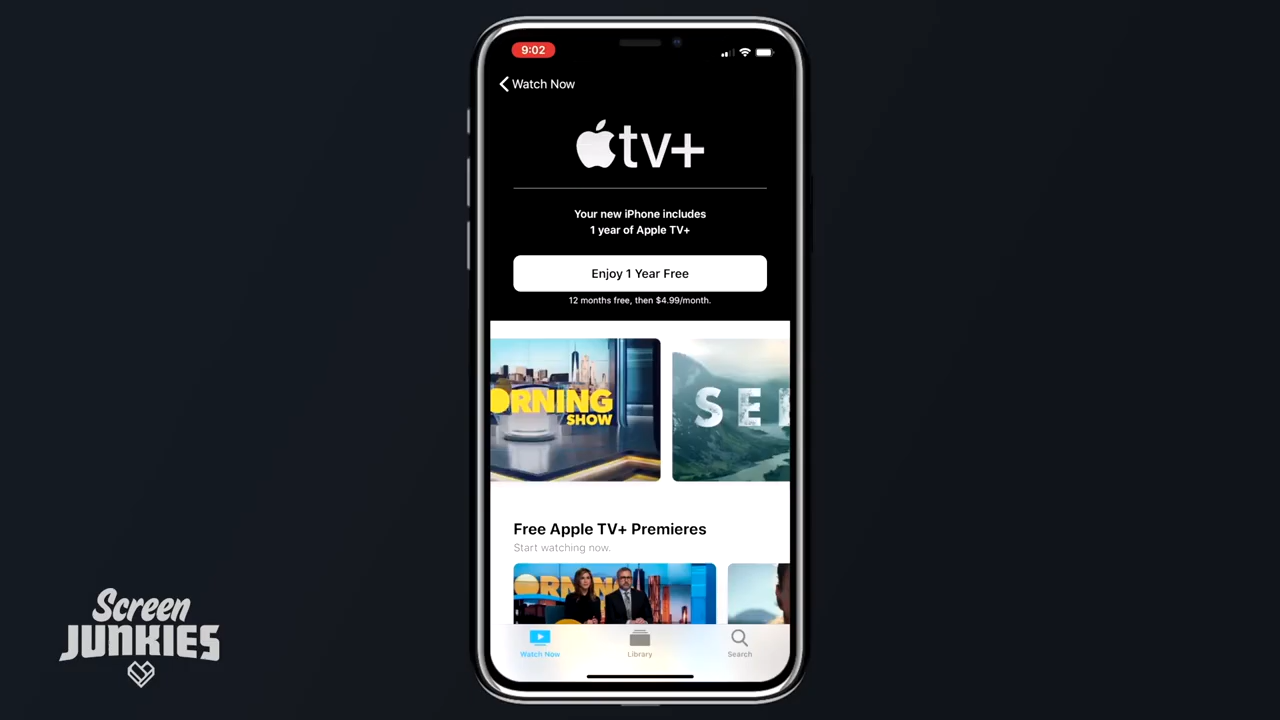 9:02
Watch Now
tv+
Your new iPhone includes
1 year of Apple TV+
Enjoy 1 Year Free
12 months free, then $4.99/month.
ORNING
SHOW
SE
Free Apple TV+ Premieres
Start watching now.
ORNING
Watch Now
Library
Search
Screen
JUNKIES